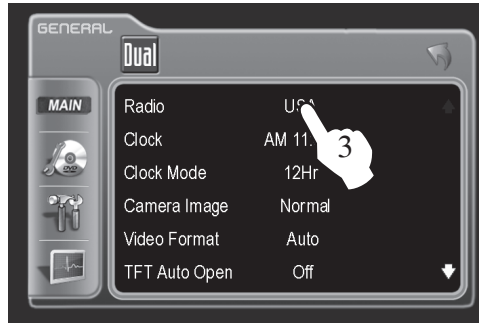 GENERAL
Dual
MAIN
Radio USA
Clock AM 11.
3
Clock Mode 12Hr
DVD
Camera Image Normal
Video Format Auto
TFT Auto Open Off